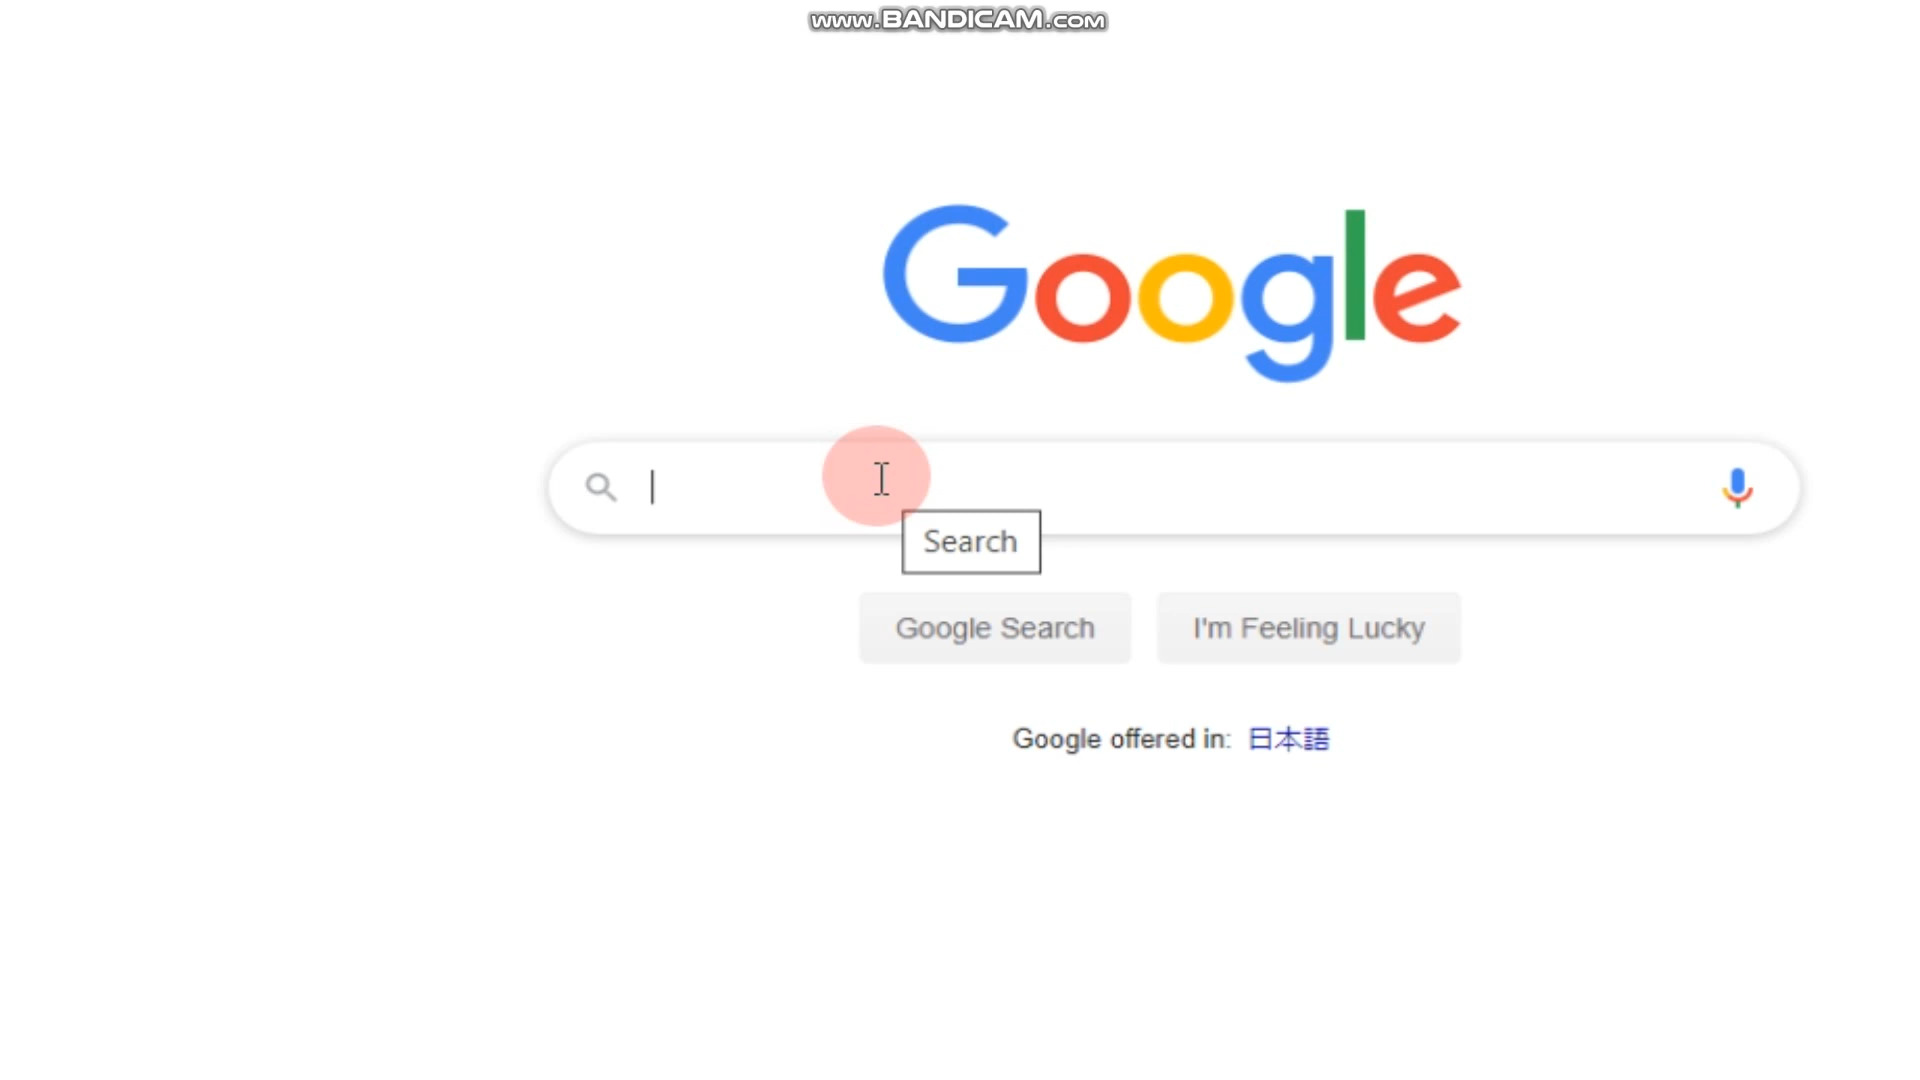 www.BANDICAM.com
Google
Search
Google Search
I'm Feeling Lucky
Google offered in: 日本語